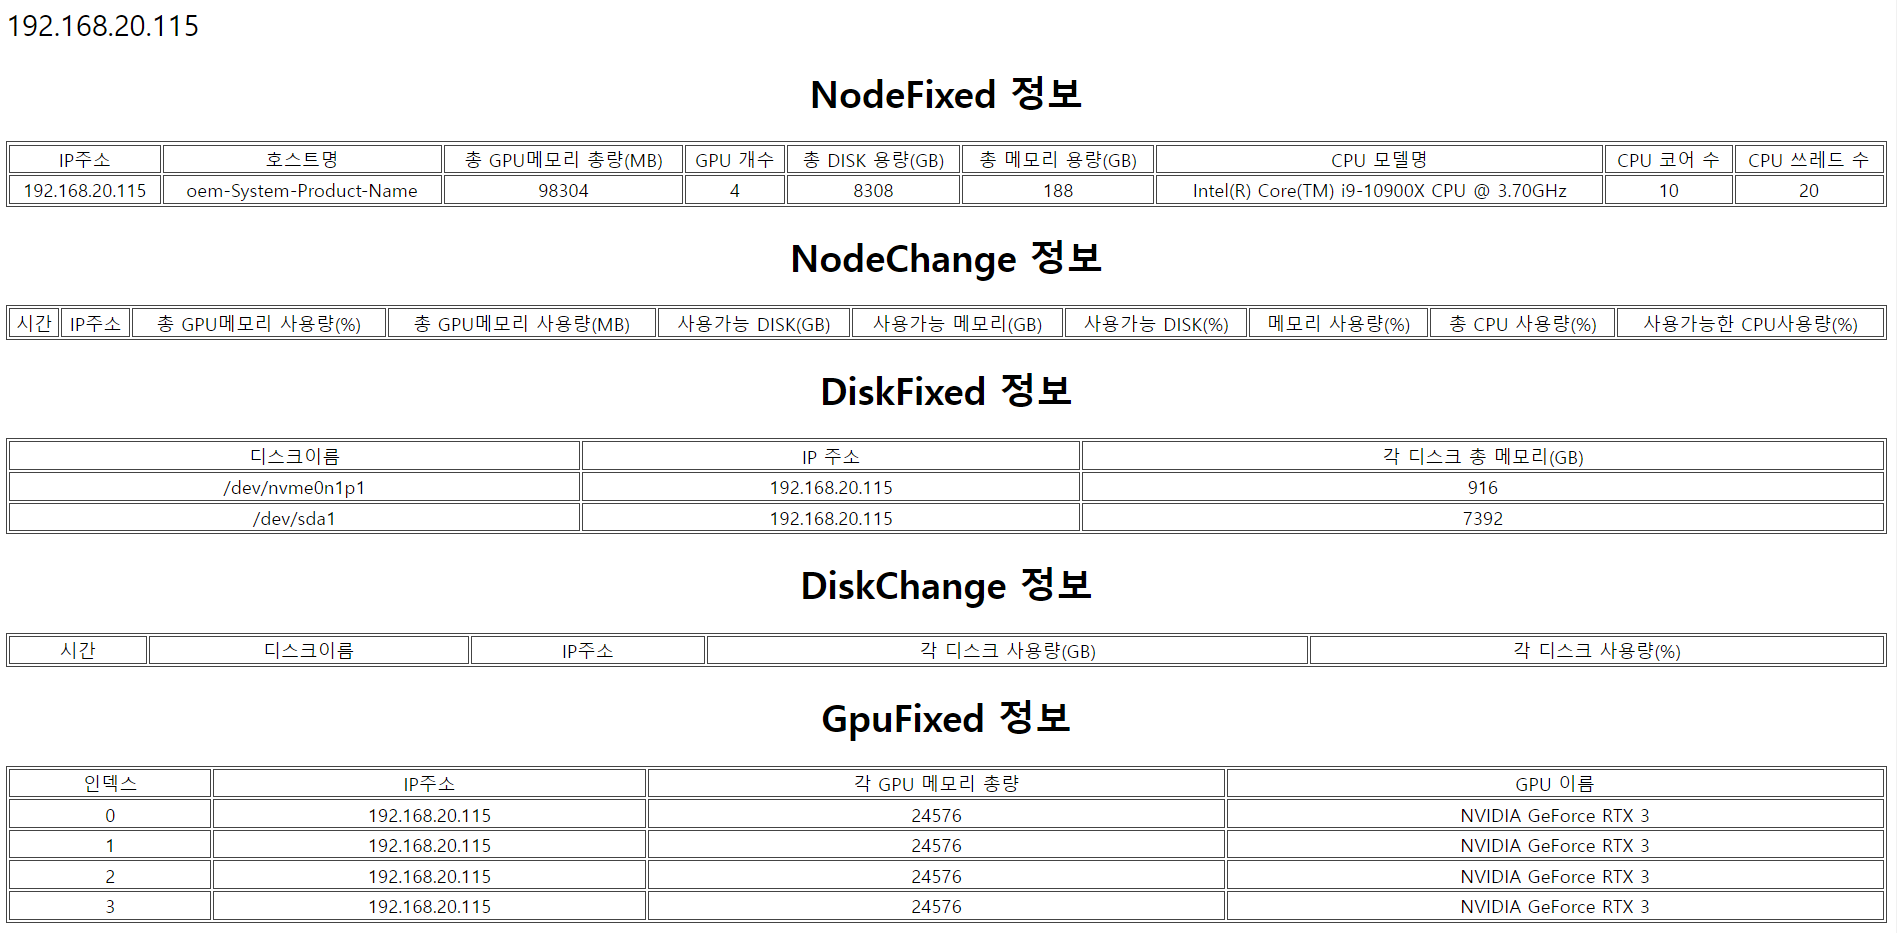 192.168.20.115
NodeFixed 정보
IP주소 호스트명 총 GPU메모리 총량(MB) GPU 개수 총 DISK 용량(GB) 총 메모리 용량(GB) CPU 모델명 CPU 코어 수 CPU 쓰레드 수
192.168.20.115 oem-System-Product-Name 98304 4 8308 188 Intel(R) Core(TM) i9-10900X CPU @ 3.70GHz 10 20
NodeChange 정보
시간 IP주소 총 GPU메모리 사용량(%) 총 GPU메모리 사용량(MB) 사용가능 DISK(GB) 사용가능 메모리(GB) 사용가능 DISK(%) 메모리 사용량(%) 총 CPU 사용량(%) 사용가능한 CPU사용량(%)
DiskFixed 정보
디스크이름 IP 주소 각 디스크 총 메모리(GB)
/dev/nvme0n1p1 192.168.20.115 916
/dev/sda1 192.168.20.115 7392
DiskChange 정보
시간 디스크이름 IP주소 각 디스크 사용량(GB) 각 디스크 사용량(%)
GpuFixed 정보
인덱스 IP주소 각 GPU 메모리 총량 GPU 이름
0 192.168.20.115 24576 NVIDIA GeForce RTX 3
1 192.168.20.115 24576 NVIDIA GeForce RTX 3
2 192.168.20.115 24576 NVIDIA GeForce RTX 3
3 192.168.20.115 24576 NVIDIA GeForce RTX 3